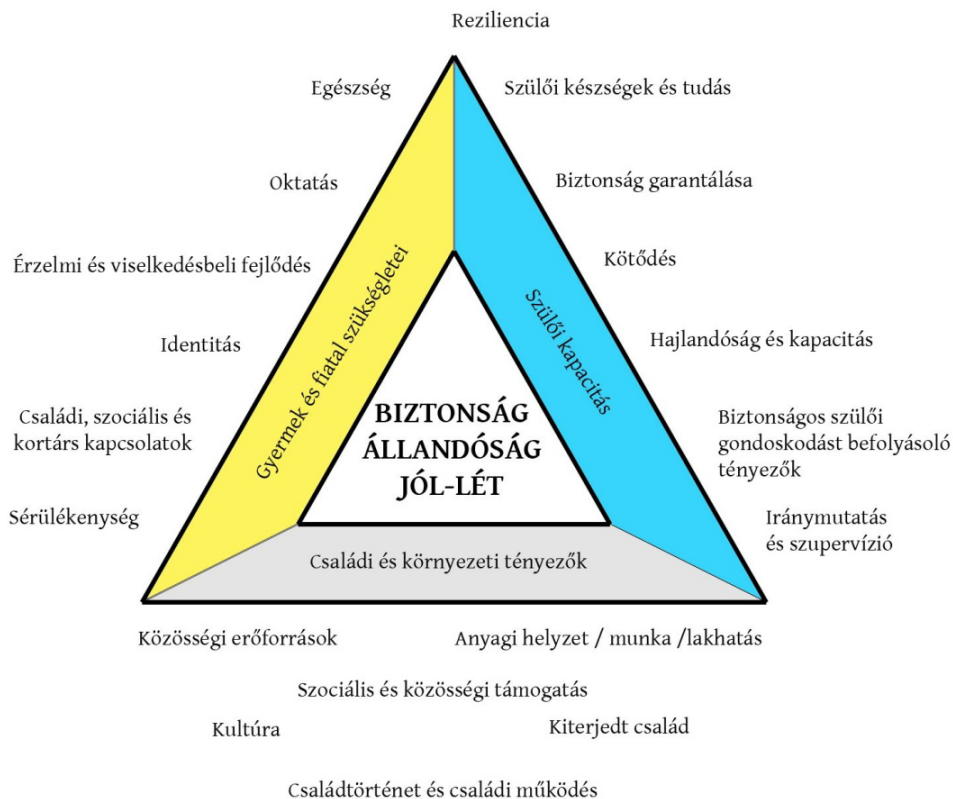 Reziliencia
Egészség
Szülői készségek és tudás
Oktatás
Biztonság garantálása
Érzelmi és viselkedésbeli fejlődés
Kötődés
Gyermek és fiatal szükségletei
Szülői kapacitás
Identitás
Hajlandóság és kapacitás
Családi, szociális és
kortárs kapcsolatok
BIZTONSÁG
ÁLLANDÓSÁG
JÓL-LÉT
Biztonságos szülői
gondoskodást befolyásoló
tényezők
Sérülékenység
Iránymutatás
és szupervízió
Családi és környezeti tényezők
Közösségi erőforrások
Anyagi helyzet / munka /lakhatás
Szociális és közösségi támogatás
Kultúra
Kiterjedt család
Családtörténet és családi működés